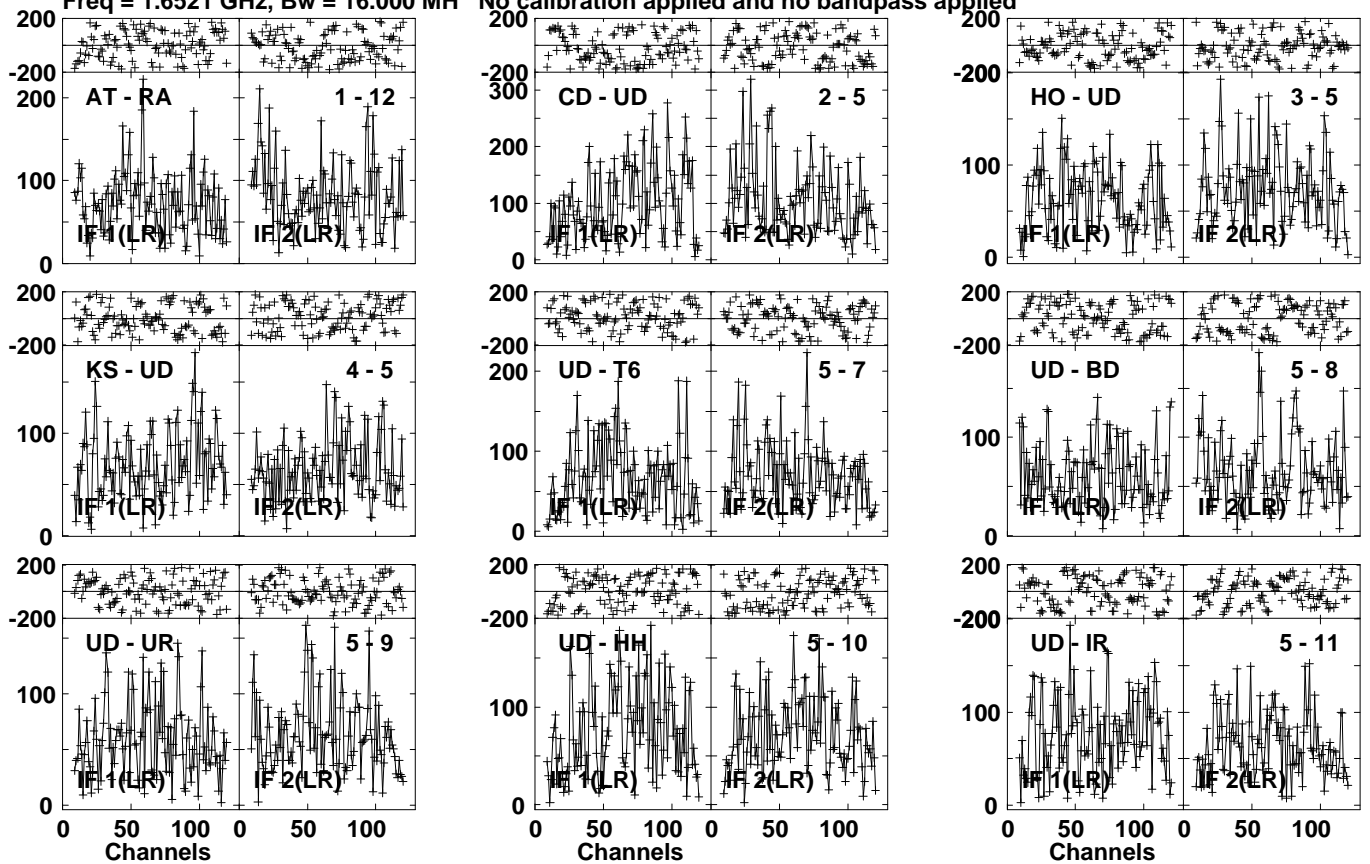 Freq = 1.6521 GHz, Bw = 16.000 MH No calibration applied and no bandpass applied
200
-200
200
100
0
AT - RA 1 - 12
IF 1(LR) IF 2(LR)
200
-200
300
200
100
0
CD - UD 2 - 5
IF 1(LR) IF 2(LR)
200
-200
100
0
HO - UD 3 - 5
IF 1(LR) IF 2(LR)
200
-200
100
0
KS - UD 4 - 5
IF 1(LR) IF 2(LR)
200
-200
200
100
0
UD - T6 5 - 7
IF 1(LR) IF 2(LR)
200
-200
100
0
UD - BD 5 - 8
IF 1(LR) IF 2(LR)
200
-200
100
0
UD - UR 5 - 9
IF 1(LR) IF 2(LR)
0 50 100 0 50 100
Channels
200
-200
100
0
UD - HH 5 - 10
IF 1(LR) IF 2(LR)
0 50 100 0 50 100
Channels
200
-200
200
100
0
UD - IR 5 - 11
IF 1(LR) IF 2(LR)
0 50 100 0 50 100
Channels